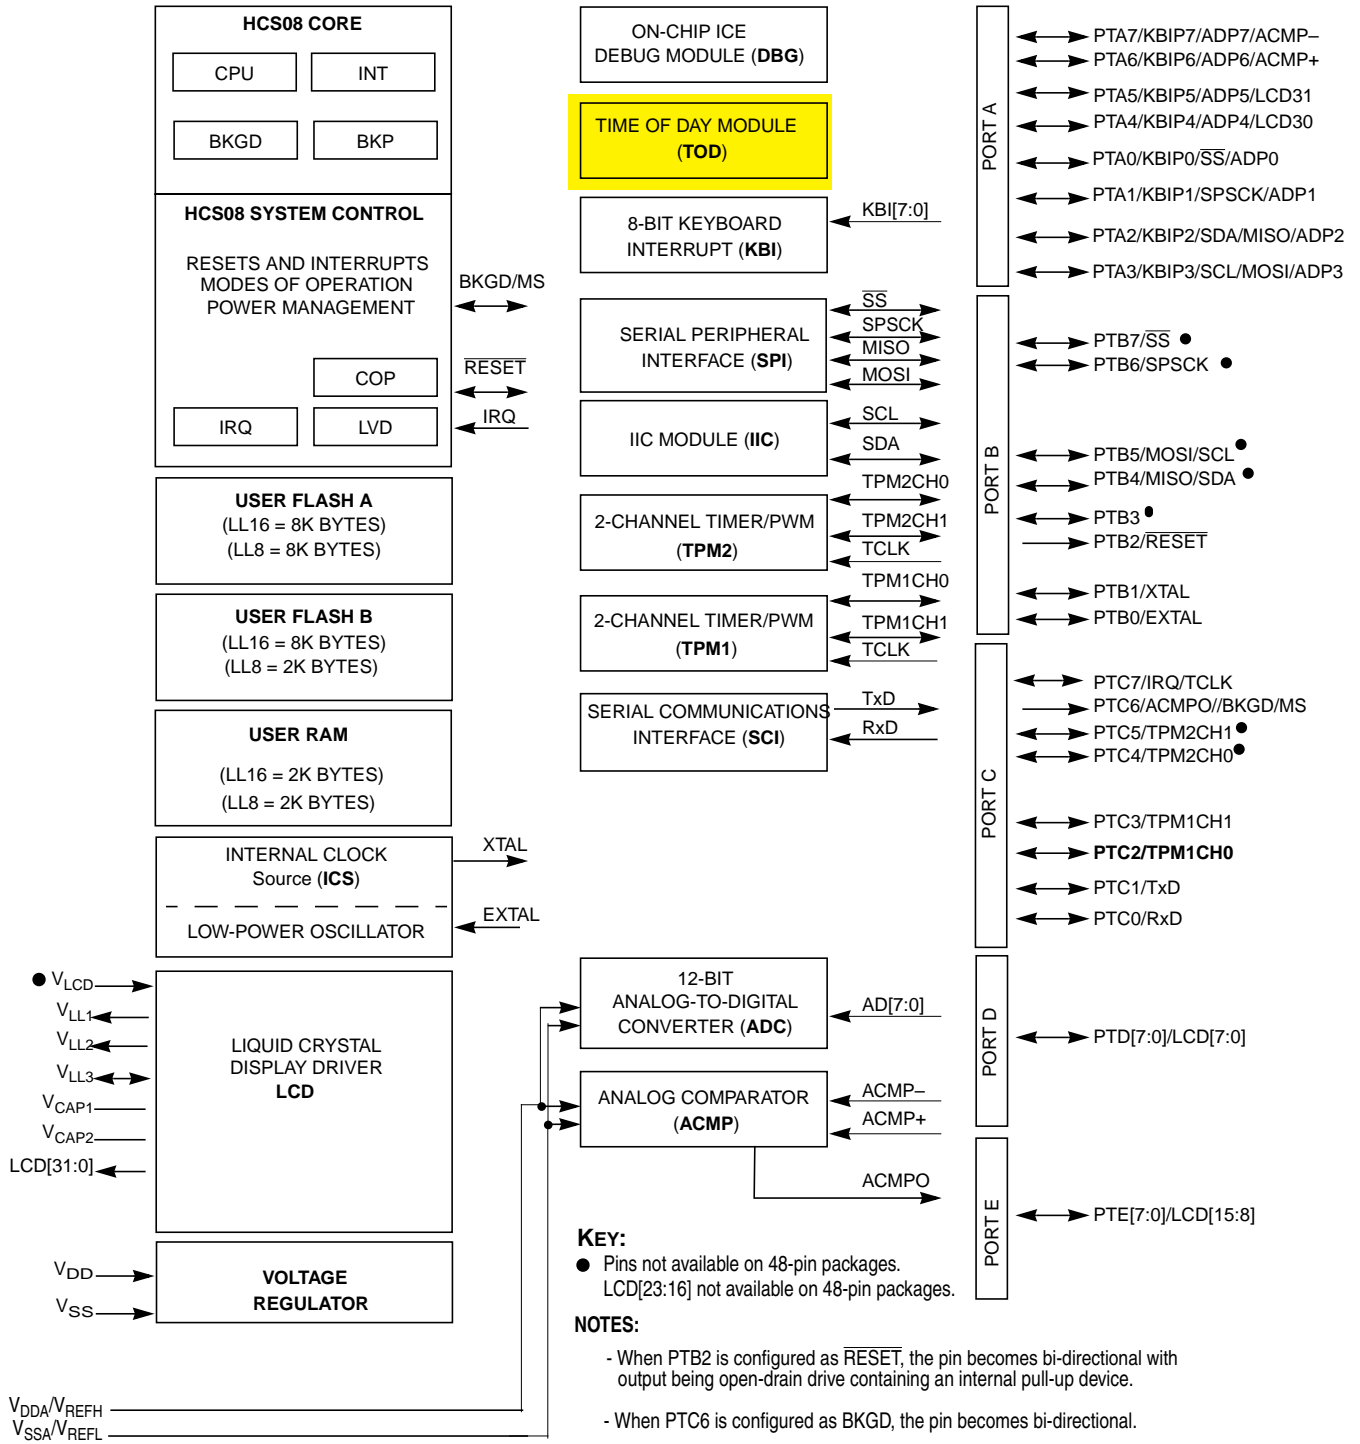 HCS08 CORE
CPU
INT
BKGD
BKP
HCS08 SYSTEM CONTROL
RESETS AND INTERRUPTS
MODES OF OPERATION
POWER MANAGEMENT
COP
IRQ
LVD
BKGD/MS
RESET
IRQ
USER FLASH A
(LL16 = 8K BYTES)
(LL8 = 8K BYTES)
USER FLASH B
(LL16 = 8K BYTES)
(LL8 = 2K BYTES)
USER RAM
(LL16 = 2K BYTES)
(LL8 = 2K BYTES)
INTERNAL CLOCK
Source (ICS)
LOW-POWER OSCILLATOR
XTAL
EXTAL
VLCD
VLL1
VLL2
VLL3
VCAP1
VCAP2
LCD[31:0]
LIQUID CRYSTAL
DISPLAY DRIVER
LCD
VDD
VSS
VOLTAGE
REGULATOR
VDDA/VREFH
VSSA/VREFL
ON-CHIP ICE
DEBUG MODULE (DBG)
TIME OF DAY MODULE
(TOD)
8-BIT KEYBOARD
INTERRUPT (KBI)
KBI[7:0]
SERIAL PERIPHERAL
INTERFACE (SPI)
SS
SPSCK
MISO
MOSI
IIC MODULE (IIC)
SCL
SDA
2-CHANNEL TIMER/PWM
(TPM2)
TPM2CH0
TPM2CH1
TCLK
2-CHANNEL TIMER/PWM
(TPM1)
TPM1CH0
TPM1CH1
TCLK
SERIAL COMMUNICATIONS
INTERFACE (SCI)
TxD
RxD
12-BIT
ANALOG-TO-DIGITAL
CONVERTER (ADC)
AD[7:0]
ANALOG COMPARATOR
(ACMP)
ACMP–
ACMP+
ACMPO
PORT A
PTA7/KBIP7/ADP7/ACMP–
PTA6/KBIP6/ADP6/ACMP+
PTA5/KBIP5/ADP5/LCD31
PTA4/KBIP4/ADP4/LCD30
PTA0/KBIP0/SS/ADP0
PTA1/KBIP1/SPSCK/ADP1
PTA2/KBIP2/SDA/MISO/ADP2
PTA3/KBIP3/SCL/MOSI/ADP3
PORT B
PTB7/SS ●
PTB6/SPSCK ●
PTB5/MOSI/SCL ●
PTB4/MISO/SDA ●
PTB3 ●
PTB2/RESET
PTB1/XTAL
PTB0/EXTAL
PORT C
PTC7/IRQ/TCLK
PTC6/ACMPO//BKGD/MS
PTC5/TPM2CH1 ●
PTC4/TPM2CH0 ●
PTC3/TPM1CH1
PTC2/TPM1CH0
PTC1/TxD
PTC0/RxD
PORT D
PTD[7:0]/LCD[7:0]
PORT E
PTE[7:0]/LCD[15:8]
KEY:
● Pins not available on 48-pin packages.
LCD[23:16] not available on 48-pin packages.
NOTES:
- When PTB2 is configured as RESET, the pin becomes bi-directional with
output being open-drain drive containing an internal pull-up device.
- When PTC6 is configured as BKGD, the pin becomes bi-directional.